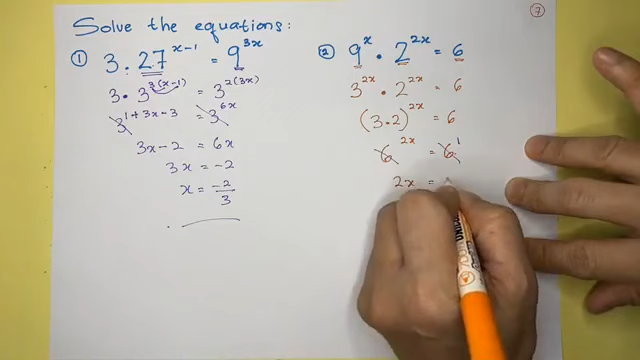 7
Solve the equations:
① 3 . 27^(x-1) = 9^(3x)
3 • 3^(3(x-1)) = 3^(2(3x))
3^(1+3x-3) = 3^(6x)
3x-2 = 6x
3x = -2
x = -2/3
② 9^x • 2^(2x) = 6
3^(2x) • 2^(2x) = 6
(3.2)^(2x) = 6
6^(2x) = 6^1
2x =